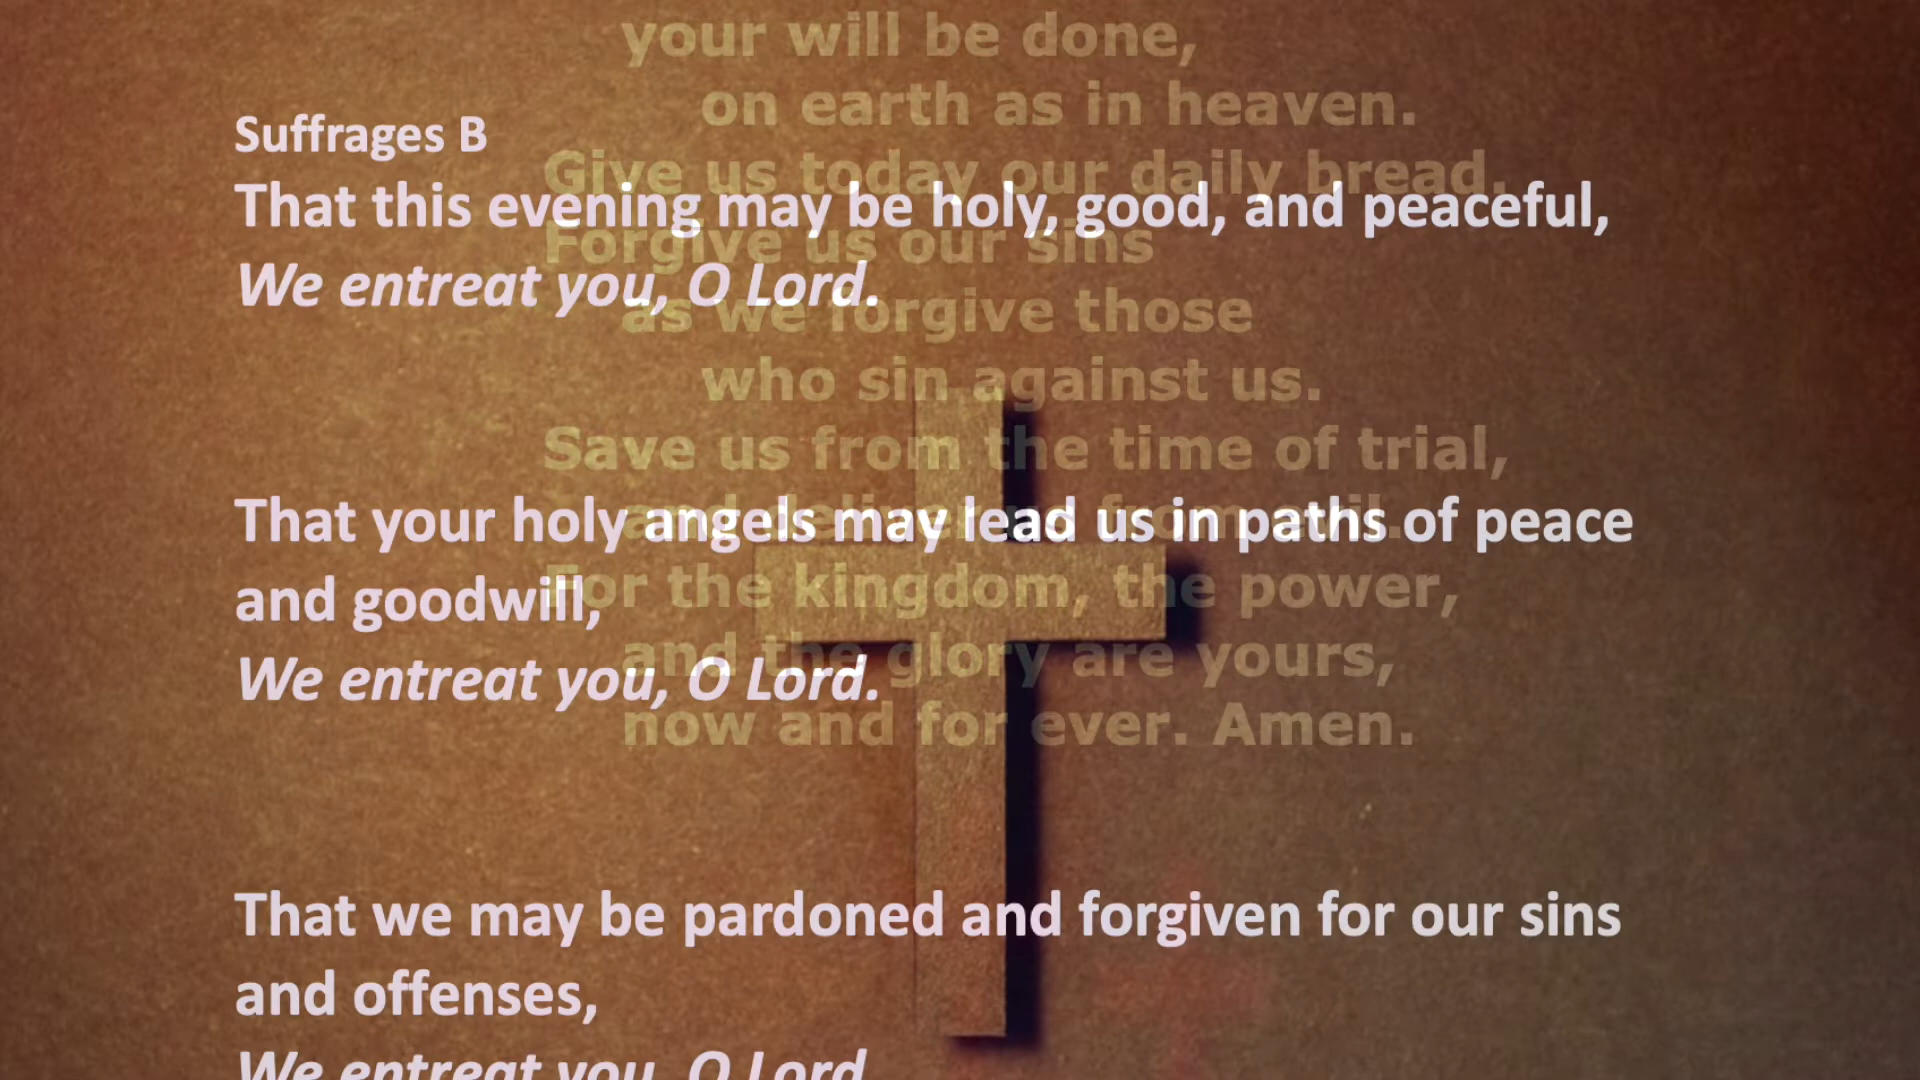 Suffrages B
That this evening may be holy, good, and peaceful,
We entreat you, O Lord.
That your holy angels may lead us in paths of peace
and goodwill,
We entreat you, O Lord.
That we may be pardoned and forgiven for our sins
and offenses,
We entreat you, O Lord.
your will be done,
on earth as in heaven.
Give us today our daily bread.
Forgive us our sins
as we forgive those
who sin against us.
Save us from the time of trial,
and deliver us from evil.
For the kingdom, the power,
and the glory are yours,
now and for ever. Amen.